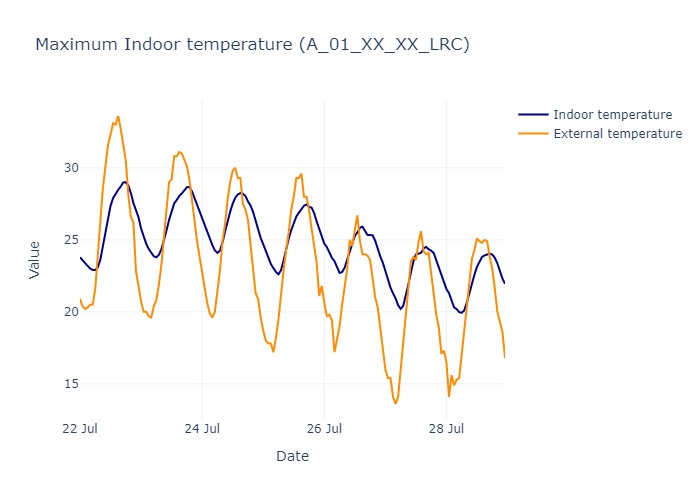 Maximum Indoor temperature (A_01_XX_XX_LRC)
Indoor temperature
External temperature
30
25
20
15
Value
22 Jul
24 Jul
26 Jul
28 Jul
Date